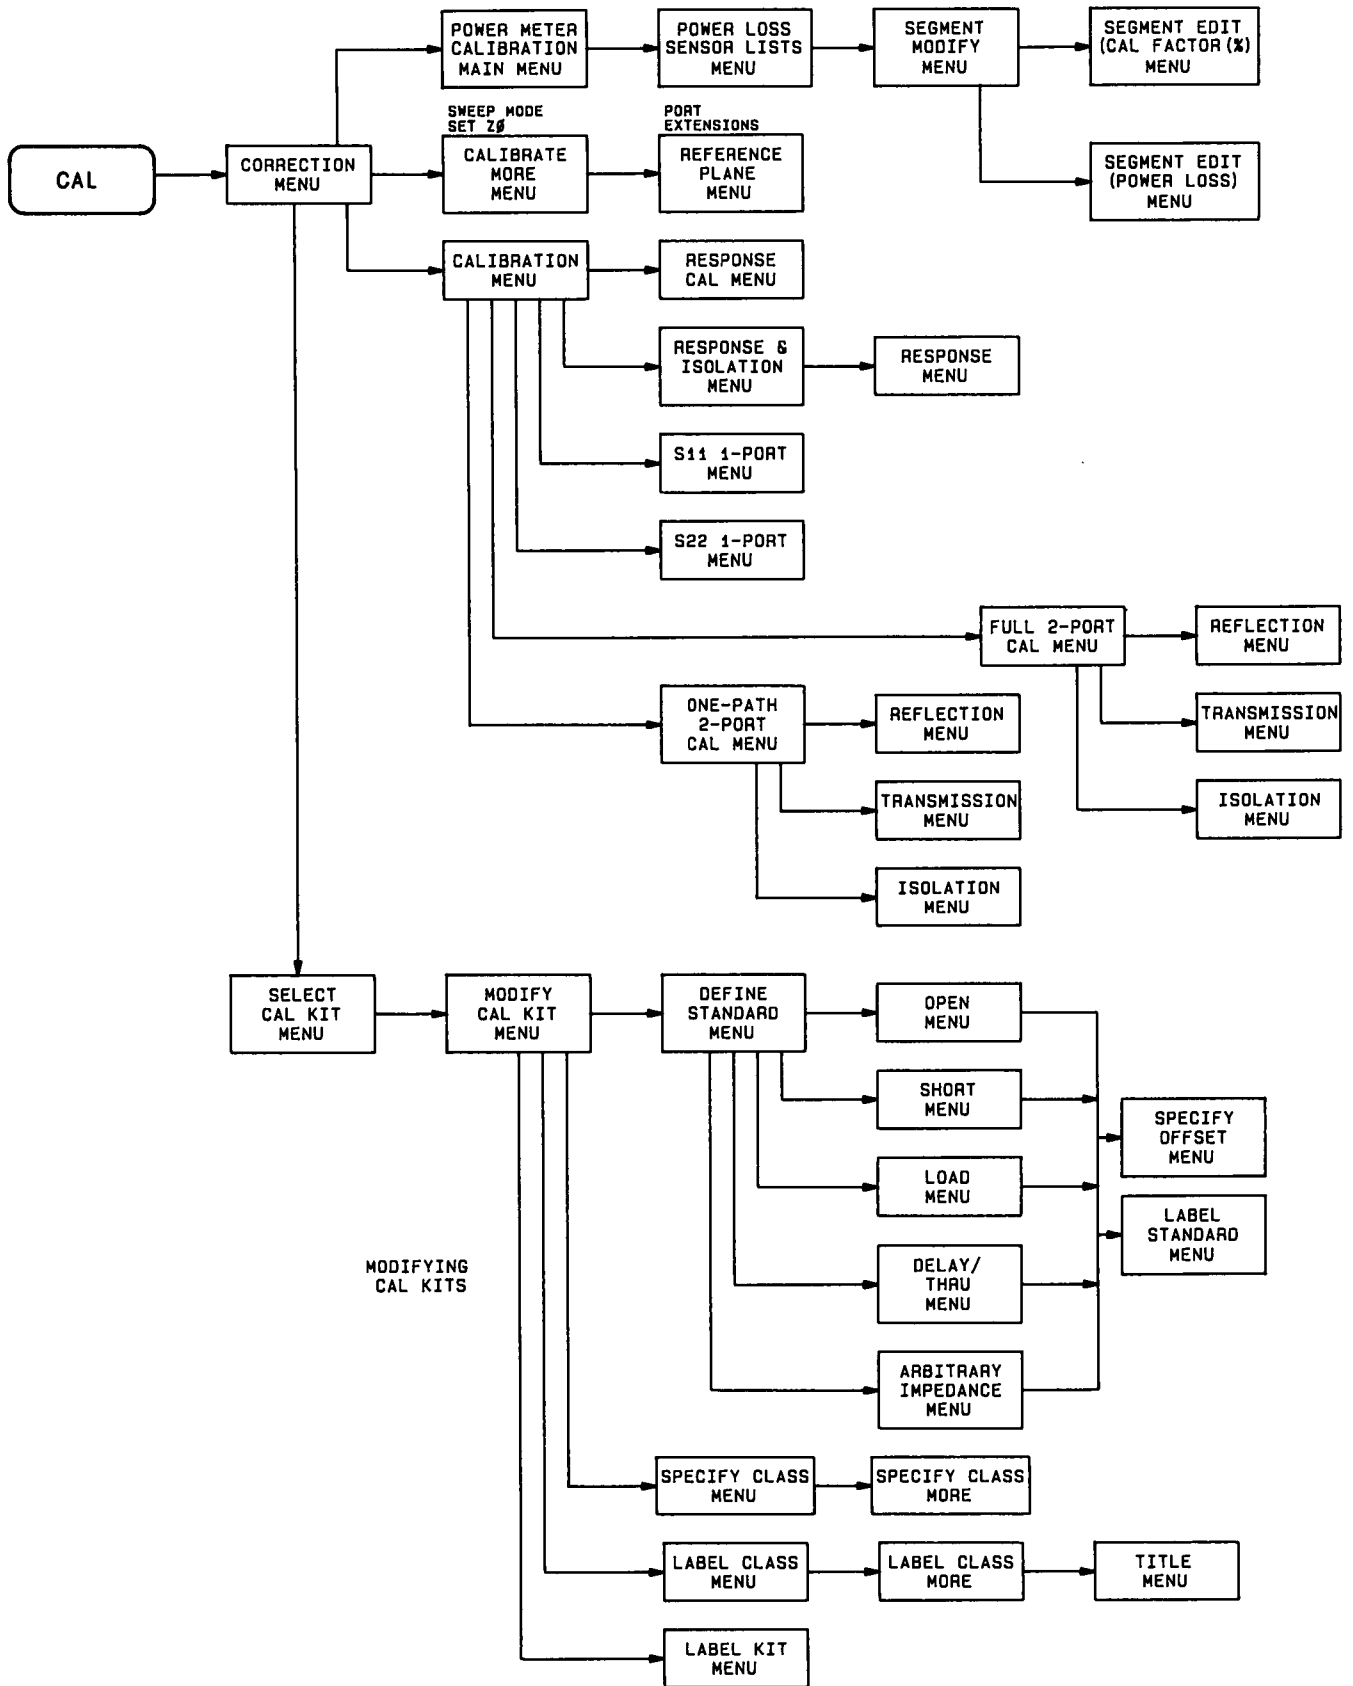 POWER METER
CALIBRATION
MAIN MENU
POWER LOSS
SENSOR LISTS
MENU
SEGMENT
MODIFY
MENU
SEGMENT EDIT
(CAL FACTOR (%)
MENU
SWEEP MODE
SET ZØ
PORT
EXTENSIONS
CAL
CORRECTION
MENU
CALIBRATE
MORE
MENU
REFERENCE
PLANE
MENU
SEGMENT EDIT
(POWER LOSS)
MENU
CALIBRATION
MENU
RESPONSE
CAL MENU
RESPONSE &
ISOLATION
MENU
RESPONSE
MENU
S11 1-PORT
MENU
S22 1-PORT
MENU
FULL 2-PORT
CAL MENU
REFLECTION
MENU
ONE-PATH
2-PORT
CAL MENU
REFLECTION
MENU
TRANSMISSION
MENU
TRANSMISSION
MENU
ISOLATION
MENU
ISOLATION
MENU
SELECT
CAL KIT
MENU
MODIFY
CAL KIT
MENU
DEFINE
STANDARD
MENU
OPEN
MENU
SHORT
MENU
SPECIFY
OFFSET
MENU
LOAD
MENU
LABEL
STANDARD
MENU
MODIFYING
CAL KITS
DELAY/
THRU
MENU
ARBITRARY
IMPEDANCE
MENU
SPECIFY CLASS
MENU
SPECIFY CLASS
MORE
LABEL CLASS
MENU
LABEL CLASS
MORE
TITLE
MENU
LABEL KIT
MENU